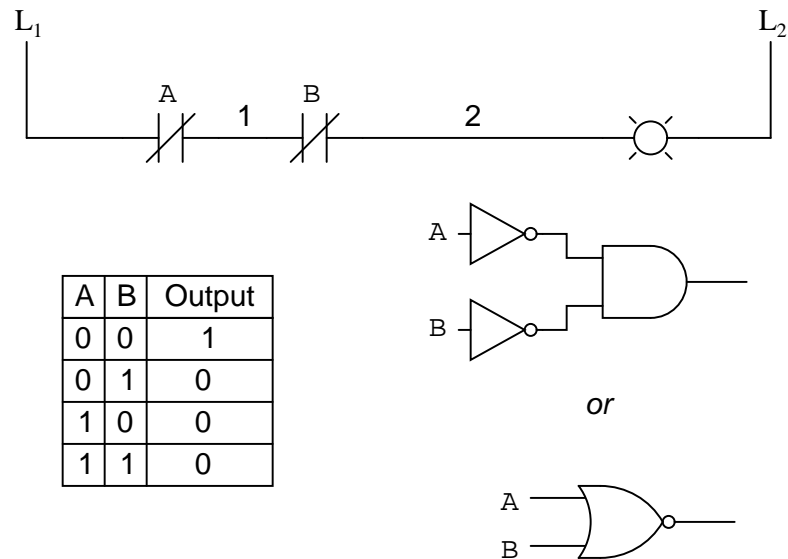 L₁ L₂
A B
1 2
A
A B Output
0 0 1
B
0 1 0
1 0 0
or
1 1 0
A
B